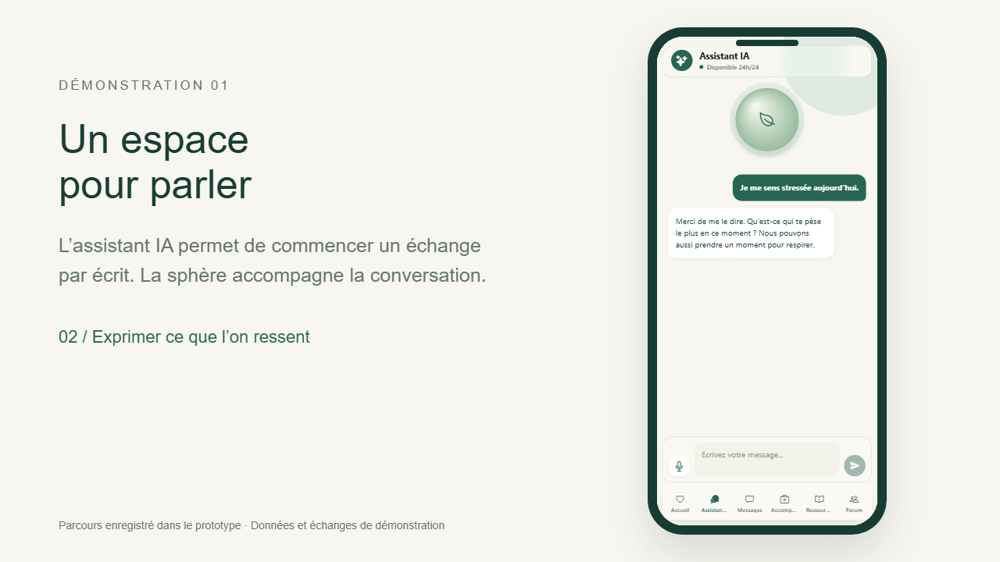 DÉMONSTRATION 01
Un espace
pour parler
L’assistant IA permet de commencer un échange
par écrit. La sphère accompagne la conversation.
02 / Exprimer ce que l’on ressent
Parcours enregistré dans le prototype · Données et échanges de démonstration
Assistant IA
Disponible 24h/24
Je me sens stressée aujourd’hui.
Merci de me le dire. Qu’est-ce qui te pèse
le plus en ce moment ? Nous pouvons
aussi prendre un moment pour respirer.
Ecrivez votre message...
Accueil
Assistan...
Messages
Accomp...
Ressour...
Forum